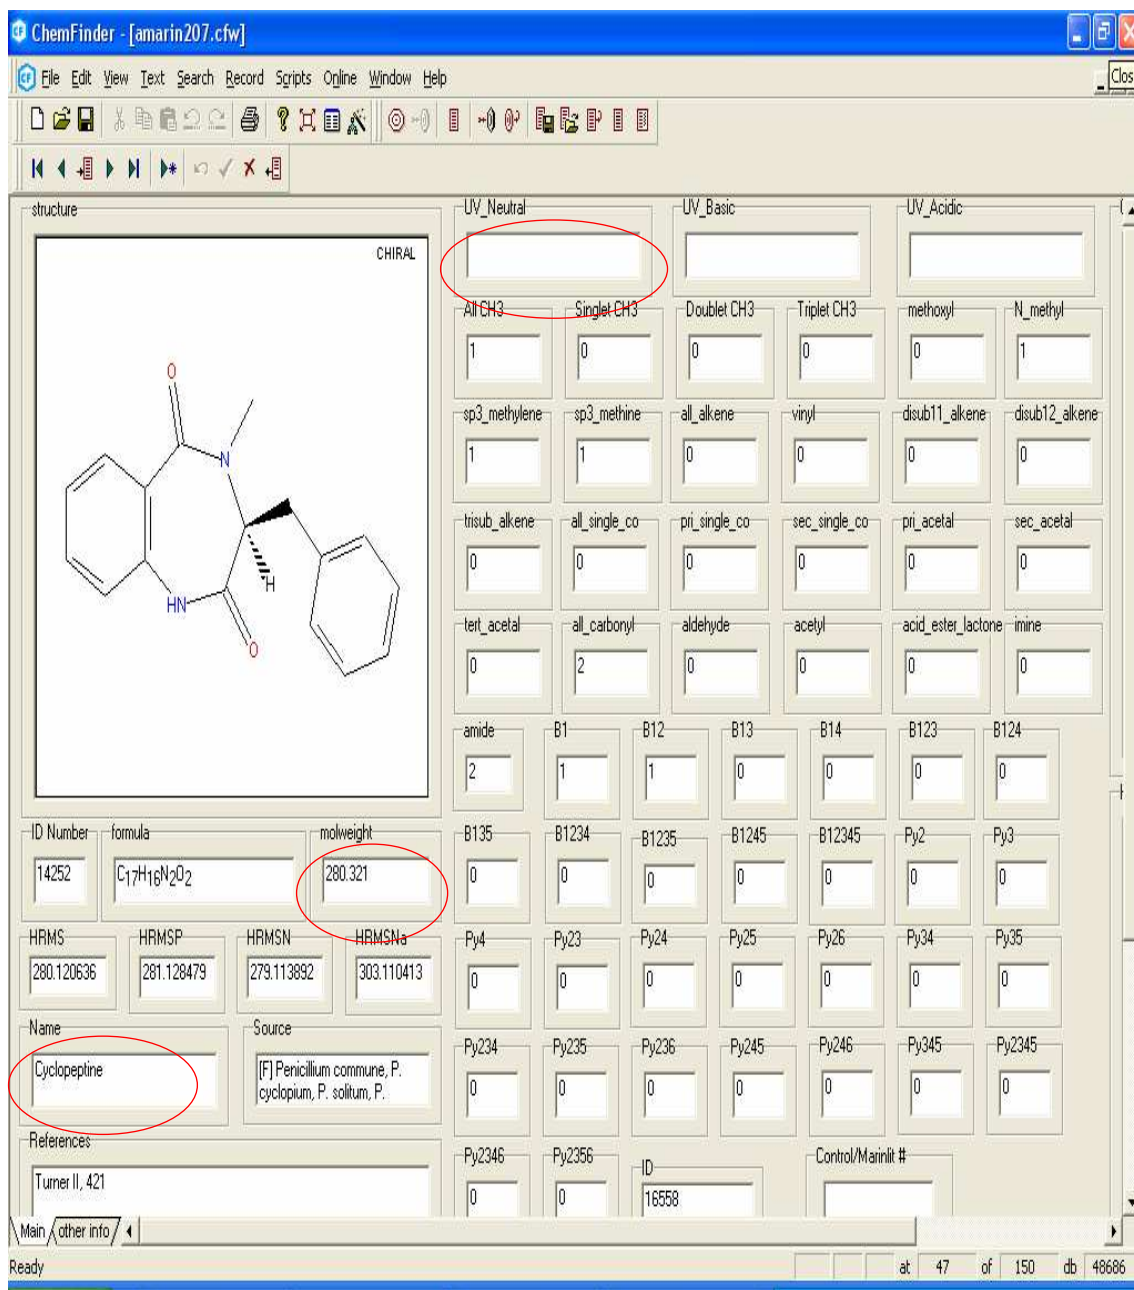 ChemFinder - [amarin207.cfw]
File Edit View Text Search Record Scripts Online Window Help
Clos
structure
CHIRAL
O
N
H
HN
O
UV_Neutral UV_Basic UV_Acidic
All CH3 Singlet CH3 Doublet CH3 Triplet CH3 methoxyl N_methyl
1 0 0 0 0 1
sp3_methylene sp3_methine all_alkene vinyl disub11_alkene disub12_alkene
1 1 0 0 0 0
trisub_alkene all_single_co pri_single_co sec_single_co pri_acetal sec_acetal
0 0 0 0 0 0
tert_acetal all_carbonyl aldehyde acetyl acid_ester_lactone imine
0 2 0 0 0 0
amide B1 B12 B13 B14 B123 B124
2 1 1 0 0 0 0
ID Number formula molweight
14252 C17H16N2O2 280.321
B135 B1234 B1235 B1245 B12345 Py2 Py3
0 0 0 0 0 0 0
HRMS HRMSP HRMSN HRMSNa
280.120636 281.128479 279.113892 303.110413
Py4 Py23 Py24 Py25 Py26 Py34 Py35
0 0 0 0 0 0 0
Name Source
Cyclopeptine [F] Penicillium commune, P.
cyclopium, P. solitum, P.
Py234 Py235 Py236 Py245 Py246 Py345 Py2345
0 0 0 0 0 0 0
References
Turner II, 421
Py2346 Py2356 ID Control/Marinlit #
0 0 16558
Main other info
Ready at 47 of 150 db 48686